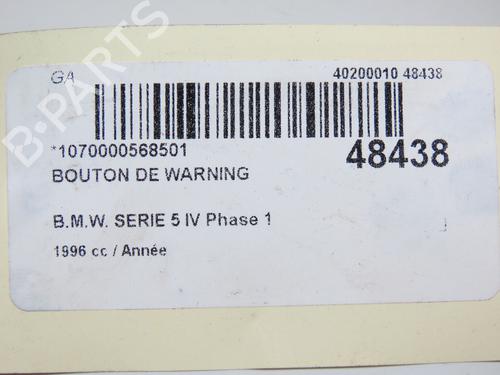 B-PARTS
GA 40200010 48438
*1070000568501 48438
BOUTON DE WARNING
B.M.W. SERIE 5 IV Phase 1
1996 cc / Année